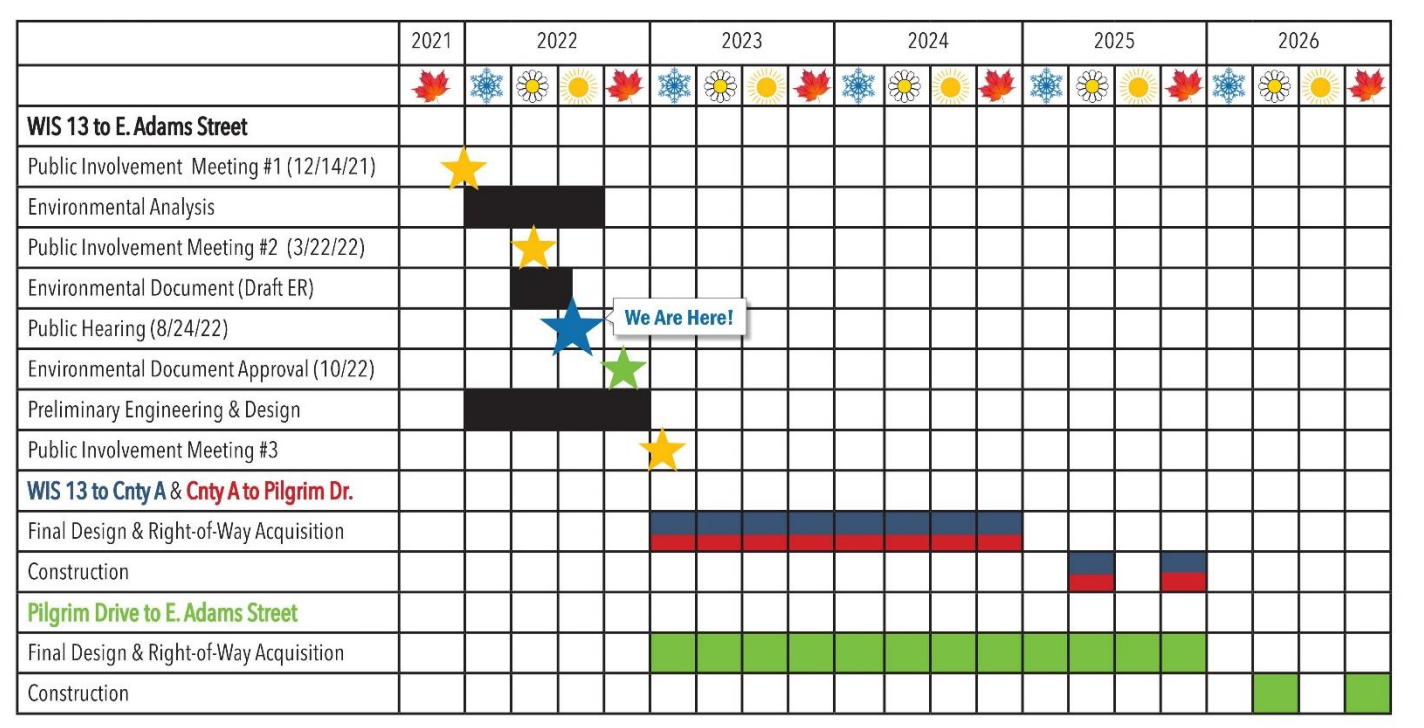 2021 2022 2023 2024 2025 2026
WIS 13 to E. Adams Street
Public Involvement Meeting #1 (12/14/21)
Environmental Analysis
Public Involvement Meeting #2 (3/22/22)
Environmental Document (Draft ER)
Public Hearing (8/24/22)
We Are Here!
Environmental Document Approval (10/22)
Preliminary Engineering & Design
Public Involvement Meeting #3
WIS 13 to Cnty A & Cnty A to Pilgrim Dr.
Final Design & Right-of-Way Acquisition
Construction
Pilgrim Drive to E. Adams Street
Final Design & Right-of-Way Acquisition
Construction